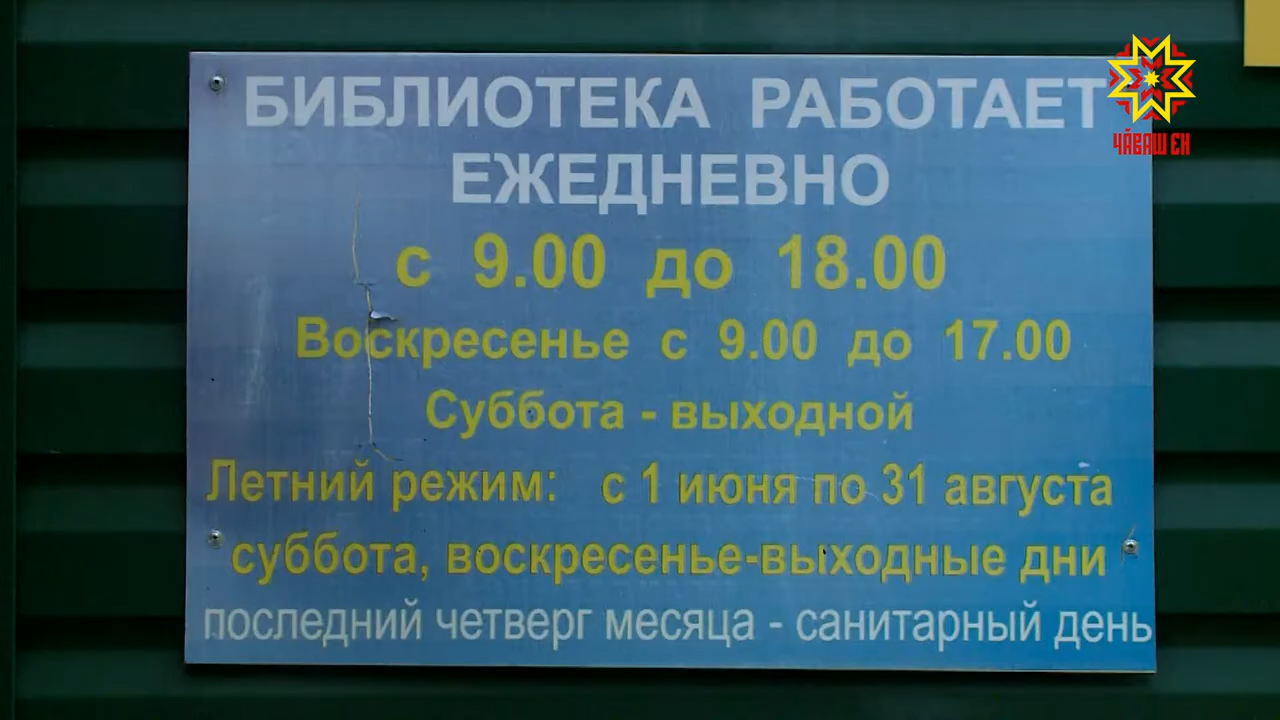 БИБЛИОТЕКА РАБОТАЕТ
ЕЖЕДНЕВНО
с 9.00 до 18.00
Воскресенье с 9.00 до 17.00
Суббота - выходной
Летний режим: с 1 июня по 31 августа
суббота, воскресенье-выходные дни
последний четверг месяца - санитарный день
ЧӐВАШ ЕН